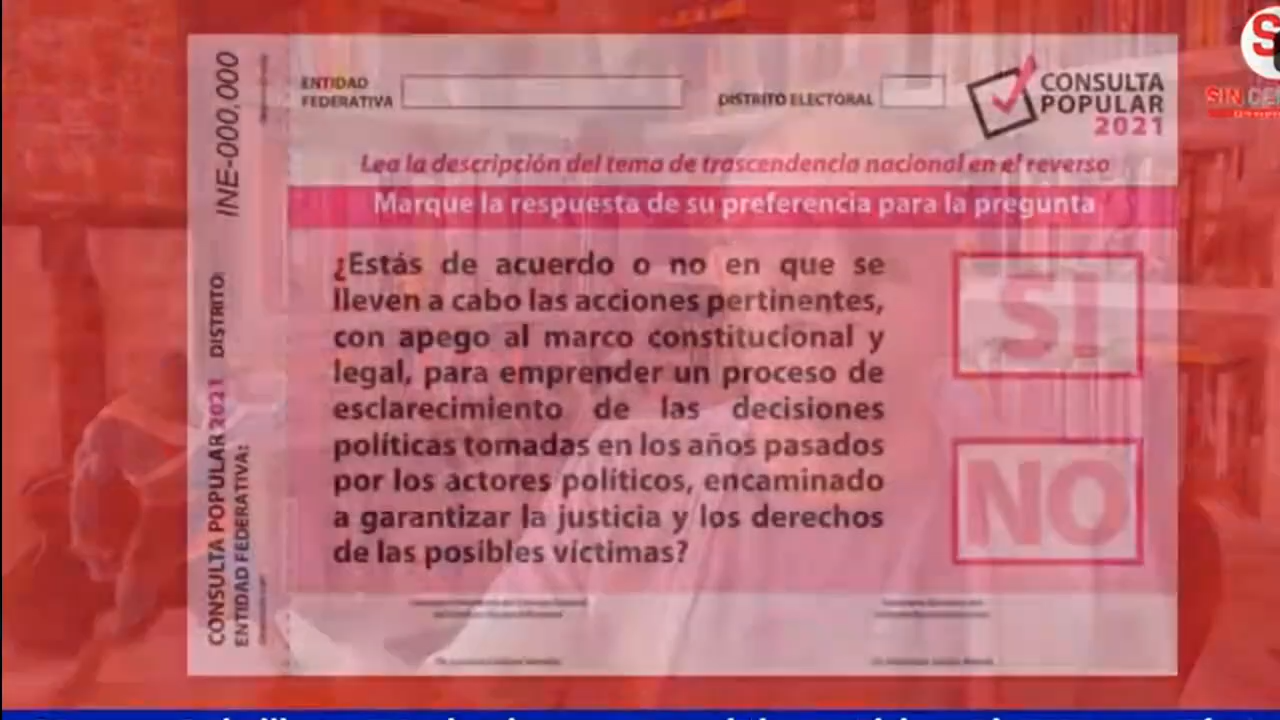 ENTIDAD
FEDERATIVA
DISTRITO ELECTORAL
CONSULTA
POPULAR
2021
SIN
Lea la descripción del tema de trascendencia nacional en el reverso
Marque la respuesta de su preferencia para la pregunta
¿Estás de acuerdo o no en que se
lleven a cabo las acciones pertinentes,
con apego al marco constitucional y
legal, para emprender un proceso de
esclarecimiento de las decisiones
políticas tomadas en los años pasados
por los actores políticos, encaminado
a garantizar la justicia y los derechos
de las posibles víctimas?
SÍ
NO
INE-000,000
CONSULTA POPULAR 2021 DISTRITO:
ENTIDAD FEDERATIVA: